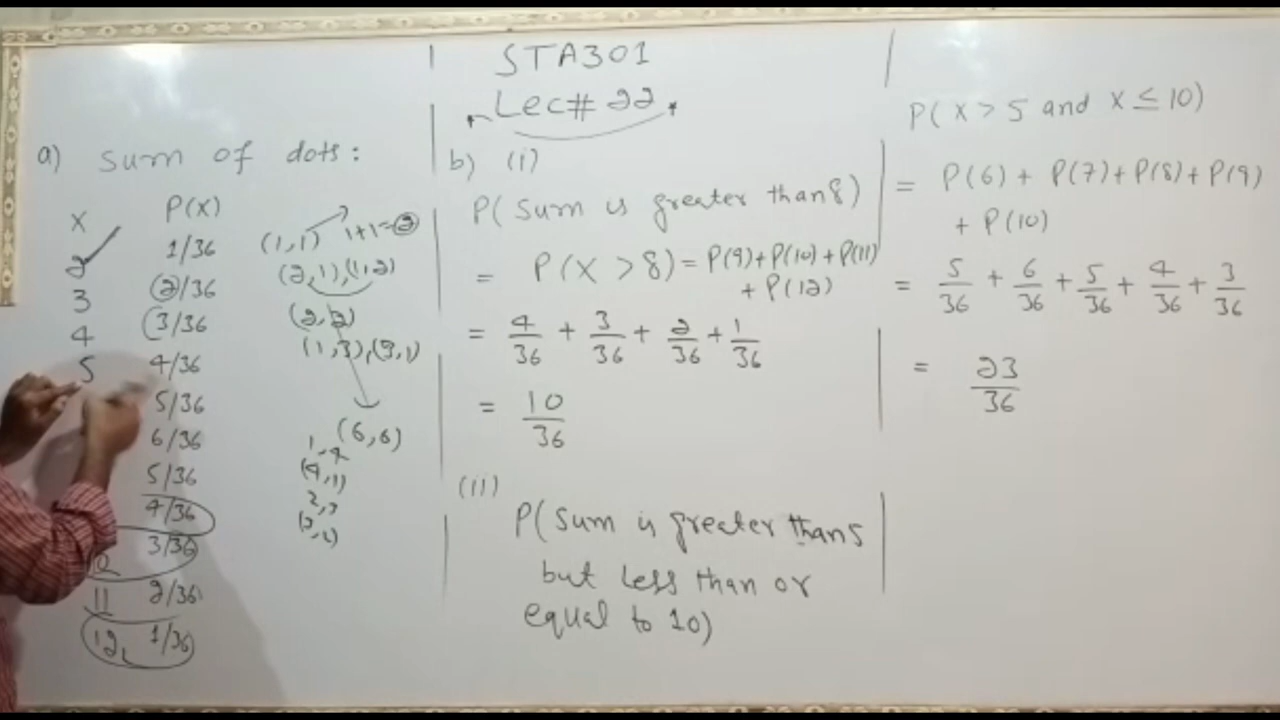 STA301
Lec# 22
a) Sum of dots:
X P(X)
2 1/36 (1,1) 1+1=2
3 2/36 (2,1),(1,2)
4 3/36 (2,2)
(1,3),(3,1)
5 4/36
5/36
6/36 (6,6)
5/36 (4,1)
4/36
3/36
11 2/36
12, 1/36
b) (i)
P(Sum is greater than 8)
= P(X > 8) = P(9)+P(10)+P(11)
+ P(12)
= 4/36 + 3/36 + 2/36 + 1/36
= 10/36
(ii)
P(Sum is greater than 5
but less than or
equal to 10)
P(X > 5 and X ≤ 10)
= P(6) + P(7) + P(8) + P(9)
+ P(10)
= 5/36 + 6/36 + 5/36 + 4/36 + 3/36
= 23/36